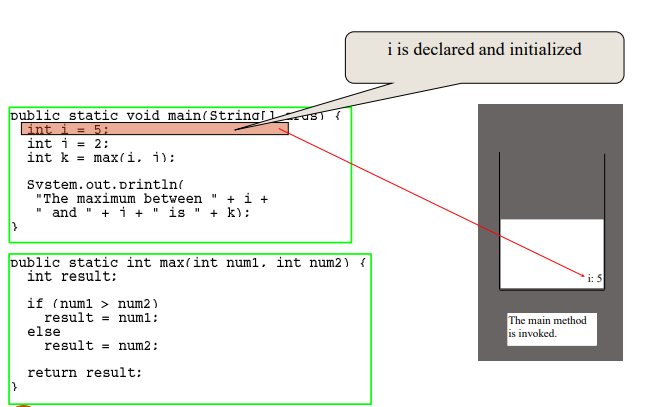 i is declared and initialized
public static void main(String[] args) {
int i = 5;
int j = 2;
int k = max(i, j);
System.out.println(
"The maximum between " + i +
" and " + j + " is " + k);
}
public static int max(int num1, int num2) {
int result;
if (num1 > num2)
result = num1;
else
result = num2;
return result;
}
i: 5
The main method
is invoked.